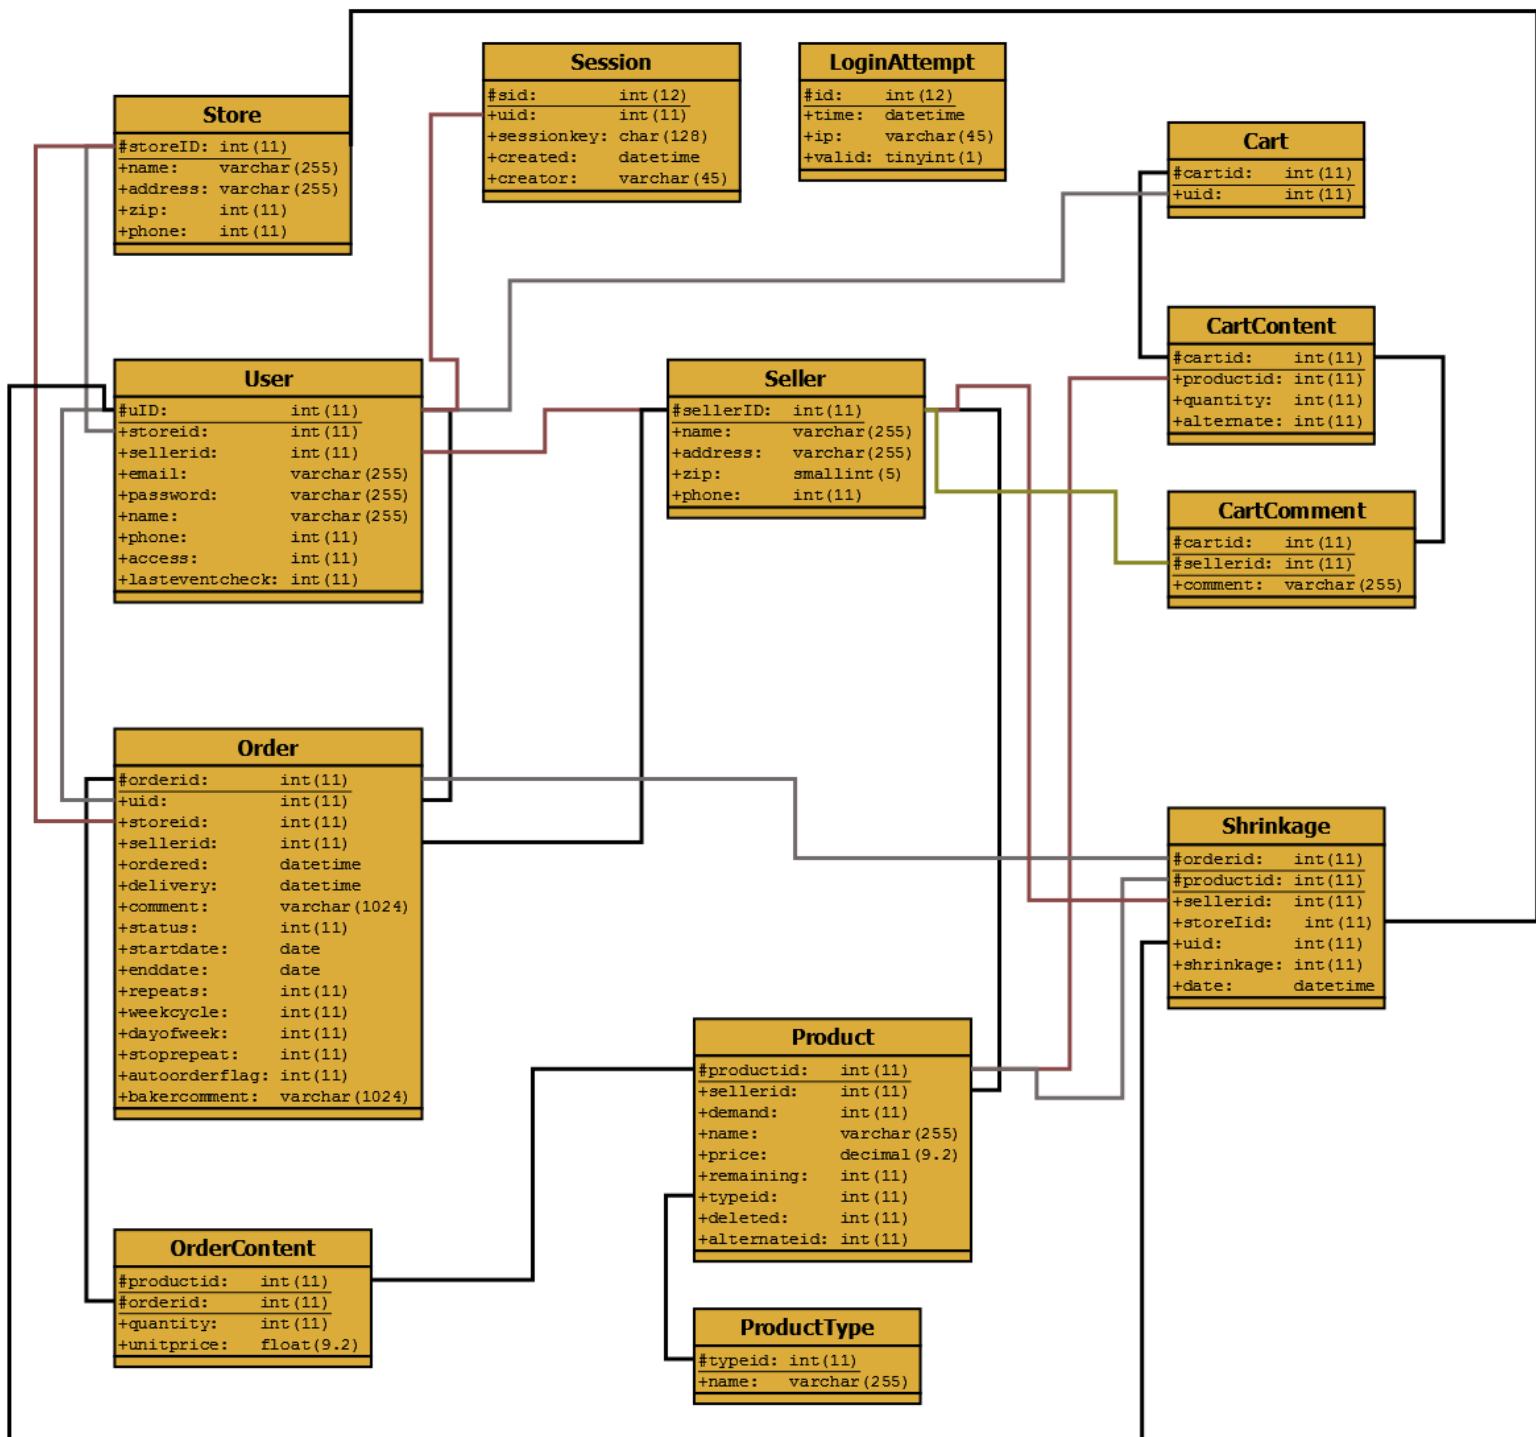 Store
#storeID: int(11)
+name: varchar(255)
+address: varchar(255)
+zip: int(11)
+phone: int(11)
Session
#sid: int(12)
+uid: int(11)
+sessionkey: char(128)
+created: datetime
+creator: varchar(45)
LoginAttempt
#id: int(12)
+time: datetime
+ip: varchar(45)
+valid: tinyint(1)
Cart
#cartid: int(11)
+uid: int(11)
User
#uID: int(11)
+storeid: int(11)
+sellerid: int(11)
+email: varchar(255)
+password: varchar(255)
+name: varchar(255)
+phone: int(11)
+access: int(11)
+lasteventcheck: int(11)
Seller
#sellerID: int(11)
+name: varchar(255)
+address: varchar(255)
+zip: smallint(5)
+phone: int(11)
CartContent
#cartid: int(11)
+productid: int(11)
+quantity: int(11)
+alternate: int(11)
CartComment
#cartid: int(11)
#sellerid: int(11)
+comment: varchar(255)
Order
#orderid: int(11)
+uid: int(11)
+storeid: int(11)
+sellerid: int(11)
+ordered: datetime
+delivery: datetime
+comment: varchar(1024)
+status: int(11)
+startdate: date
+enddate: date
+repeats: int(11)
+weekcycle: int(11)
+dayofweek: int(11)
+stoprepeat: int(11)
+autoorderflag: int(11)
+bakercomment: varchar(1024)
Shrinkage
#orderid: int(11)
#productid: int(11)
+sellerid: int(11)
+storeIid: int(11)
+uid: int(11)
+shrinkage: int(11)
+date: datetime
Product
#productid: int(11)
+sellerid: int(11)
+demand: int(11)
+name: varchar(255)
+price: decimal(9.2)
+remaining: int(11)
+typeid: int(11)
+deleted: int(11)
+alternateid: int(11)
OrderContent
#productid: int(11)
#orderid: int(11)
+quantity: int(11)
+unitprice: float(9.2)
ProductType
#typeid: int(11)
+name: varchar(255)